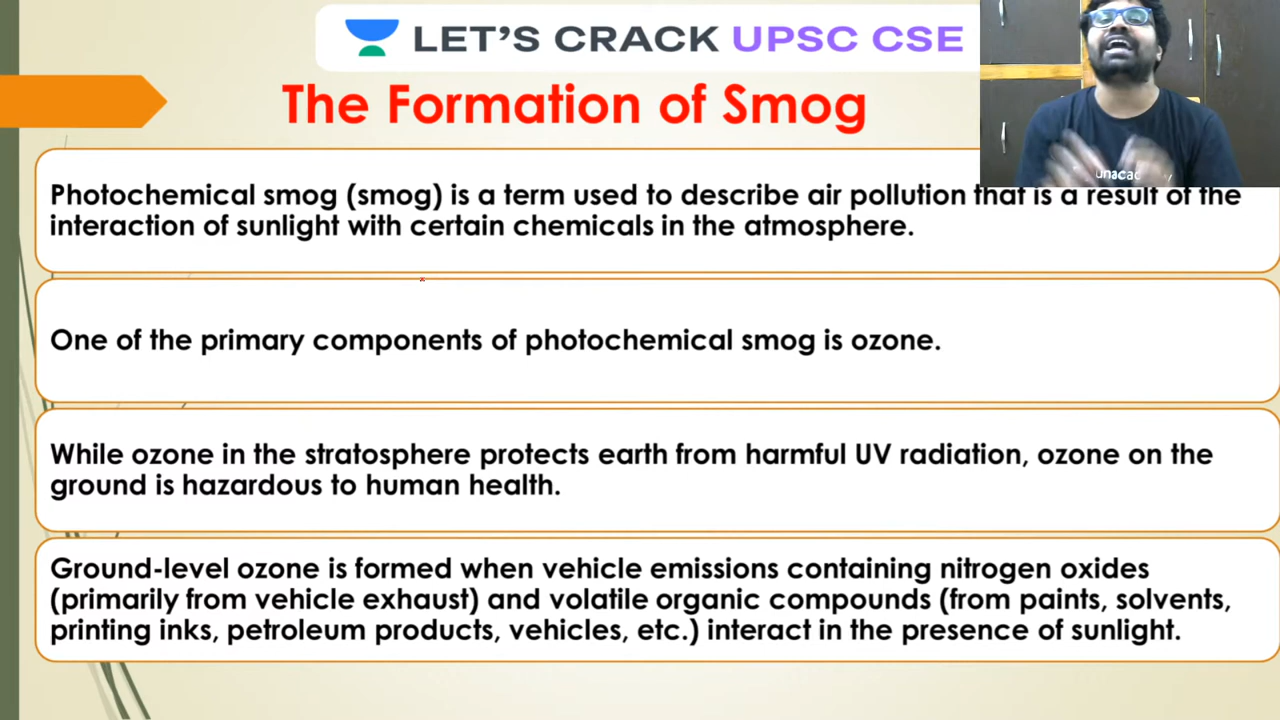 LET'S CRACK UPSC CSE
The Formation of Smog
unacad
Photochemical smog (smog) is a term used to describe air pollution that is a result of the
interaction of sunlight with certain chemicals in the atmosphere.
One of the primary components of photochemical smog is ozone.
While ozone in the stratosphere protects earth from harmful UV radiation, ozone on the
ground is hazardous to human health.
Ground-level ozone is formed when vehicle emissions containing nitrogen oxides
(primarily from vehicle exhaust) and volatile organic compounds (from paints, solvents,
printing inks, petroleum products, vehicles, etc.) interact in the presence of sunlight.